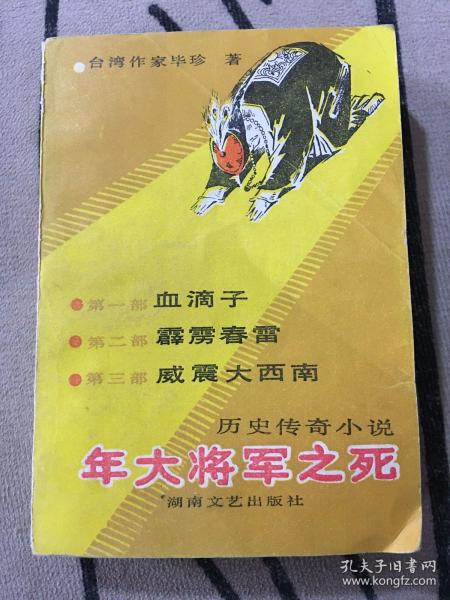 台湾作家毕珍 著
第一部 血滴子
第二部 霹雳春雷
第三部 威震大西南
历史传奇小说
年大将军之死
湖南文艺出版社
孔夫子旧书网
www.kongfz.com